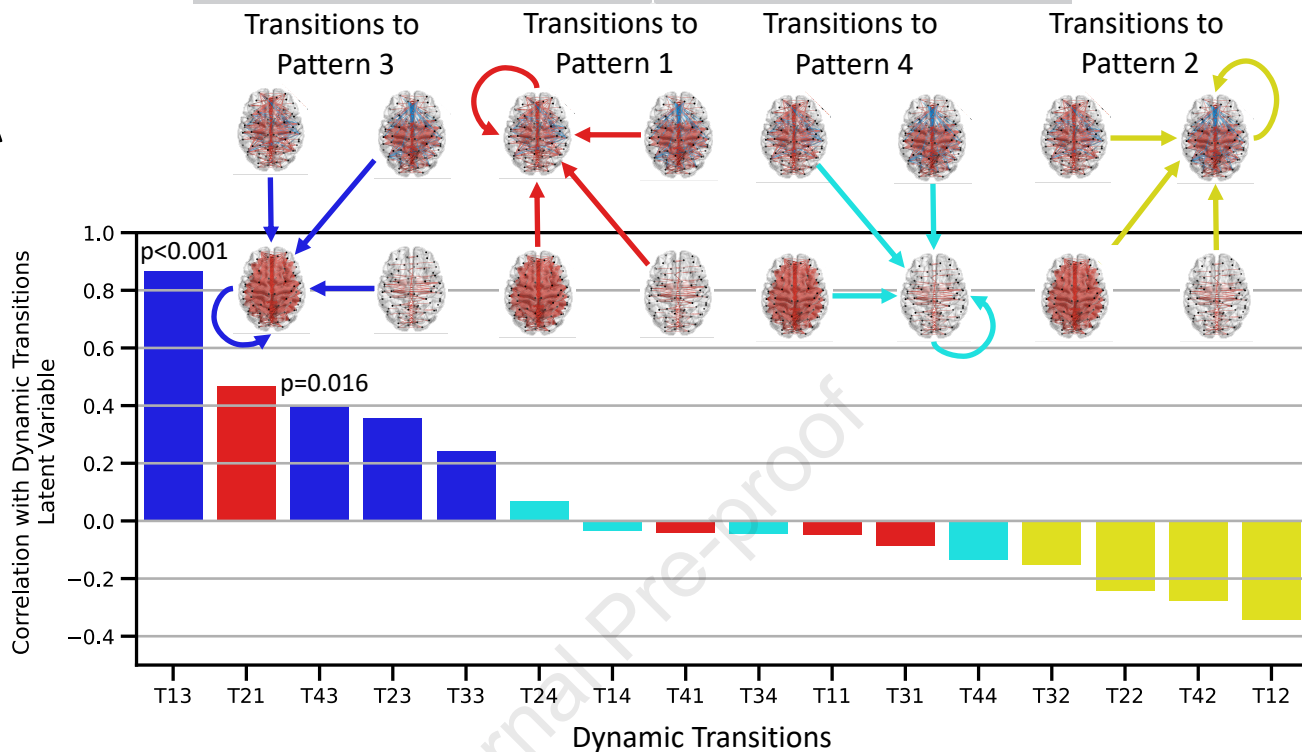 Transitions to
Pattern 3
Transitions to
Pattern 1
Transitions to
Pattern 4
Transitions to
Pattern 2
1.0
0.8
0.6
0.4
0.2
0.0
−0.2
−0.4
p<0.001
p=0.016
Correlation with Dynamic Transitions
Latent Variable
T13 T21 T43 T23 T33 T24 T14 T41 T34 T11 T31 T44 T32 T22 T42 T12
Dynamic Transitions
rnal Pre-proof